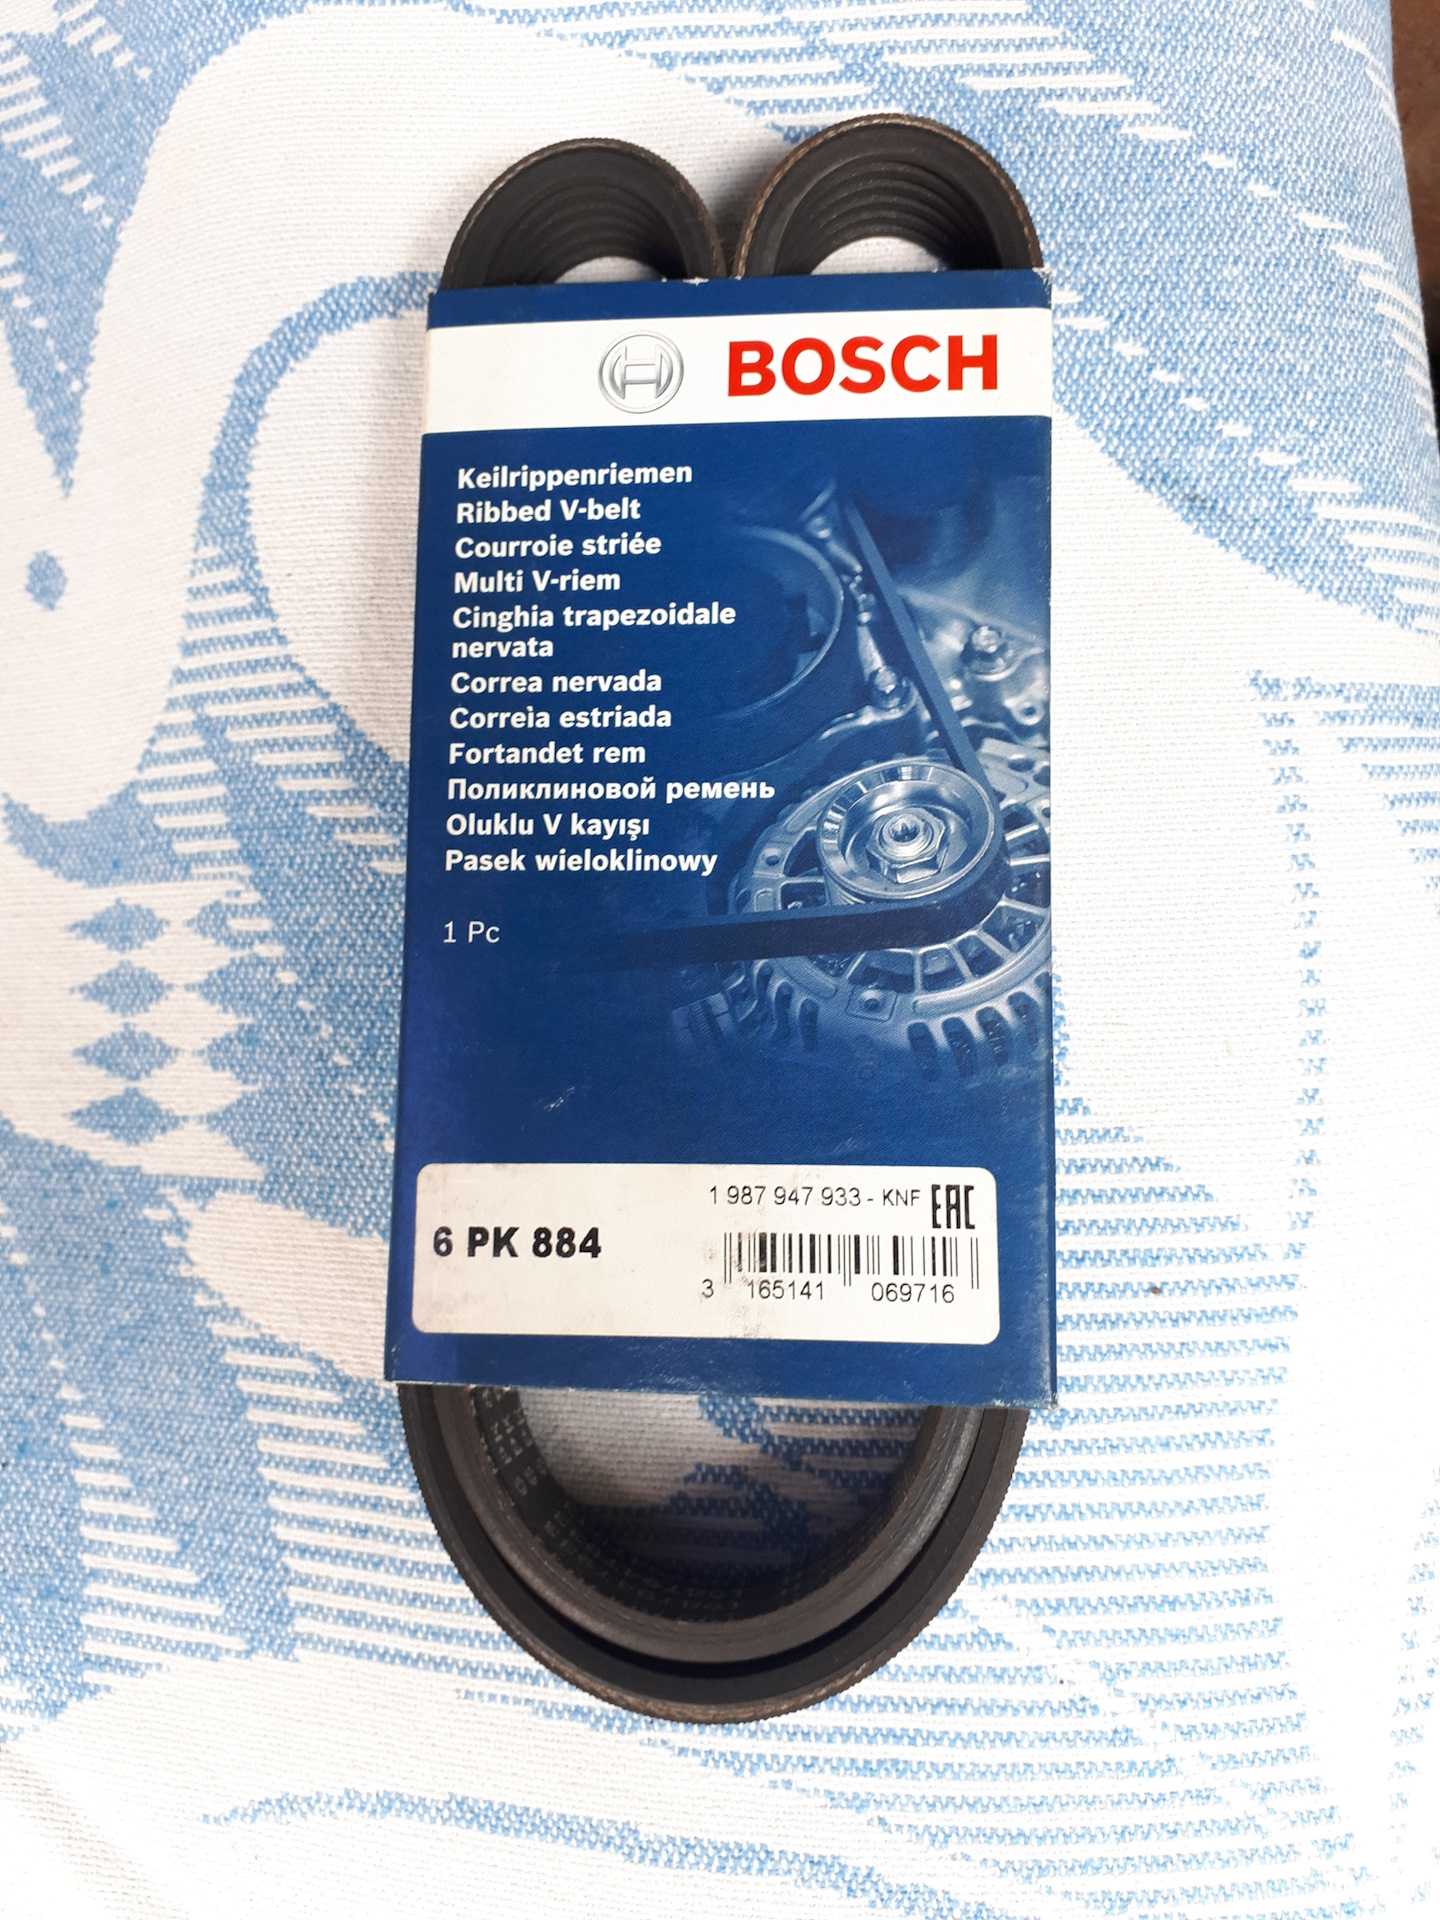 BOSCH
Keilrippenriemen
Ribbed V-belt
Courroie striée
Multi V-riem
Cinghia trapezoidale
nervata
Correa nervada
Correia estriada
Fortandet rem
Поликлиновой ремень
Oluklu V kayışı
Pasek wieloklinowy
1 Pc
1 987 947 933 - KNF EAC
6 PK 884
3 165141 069716